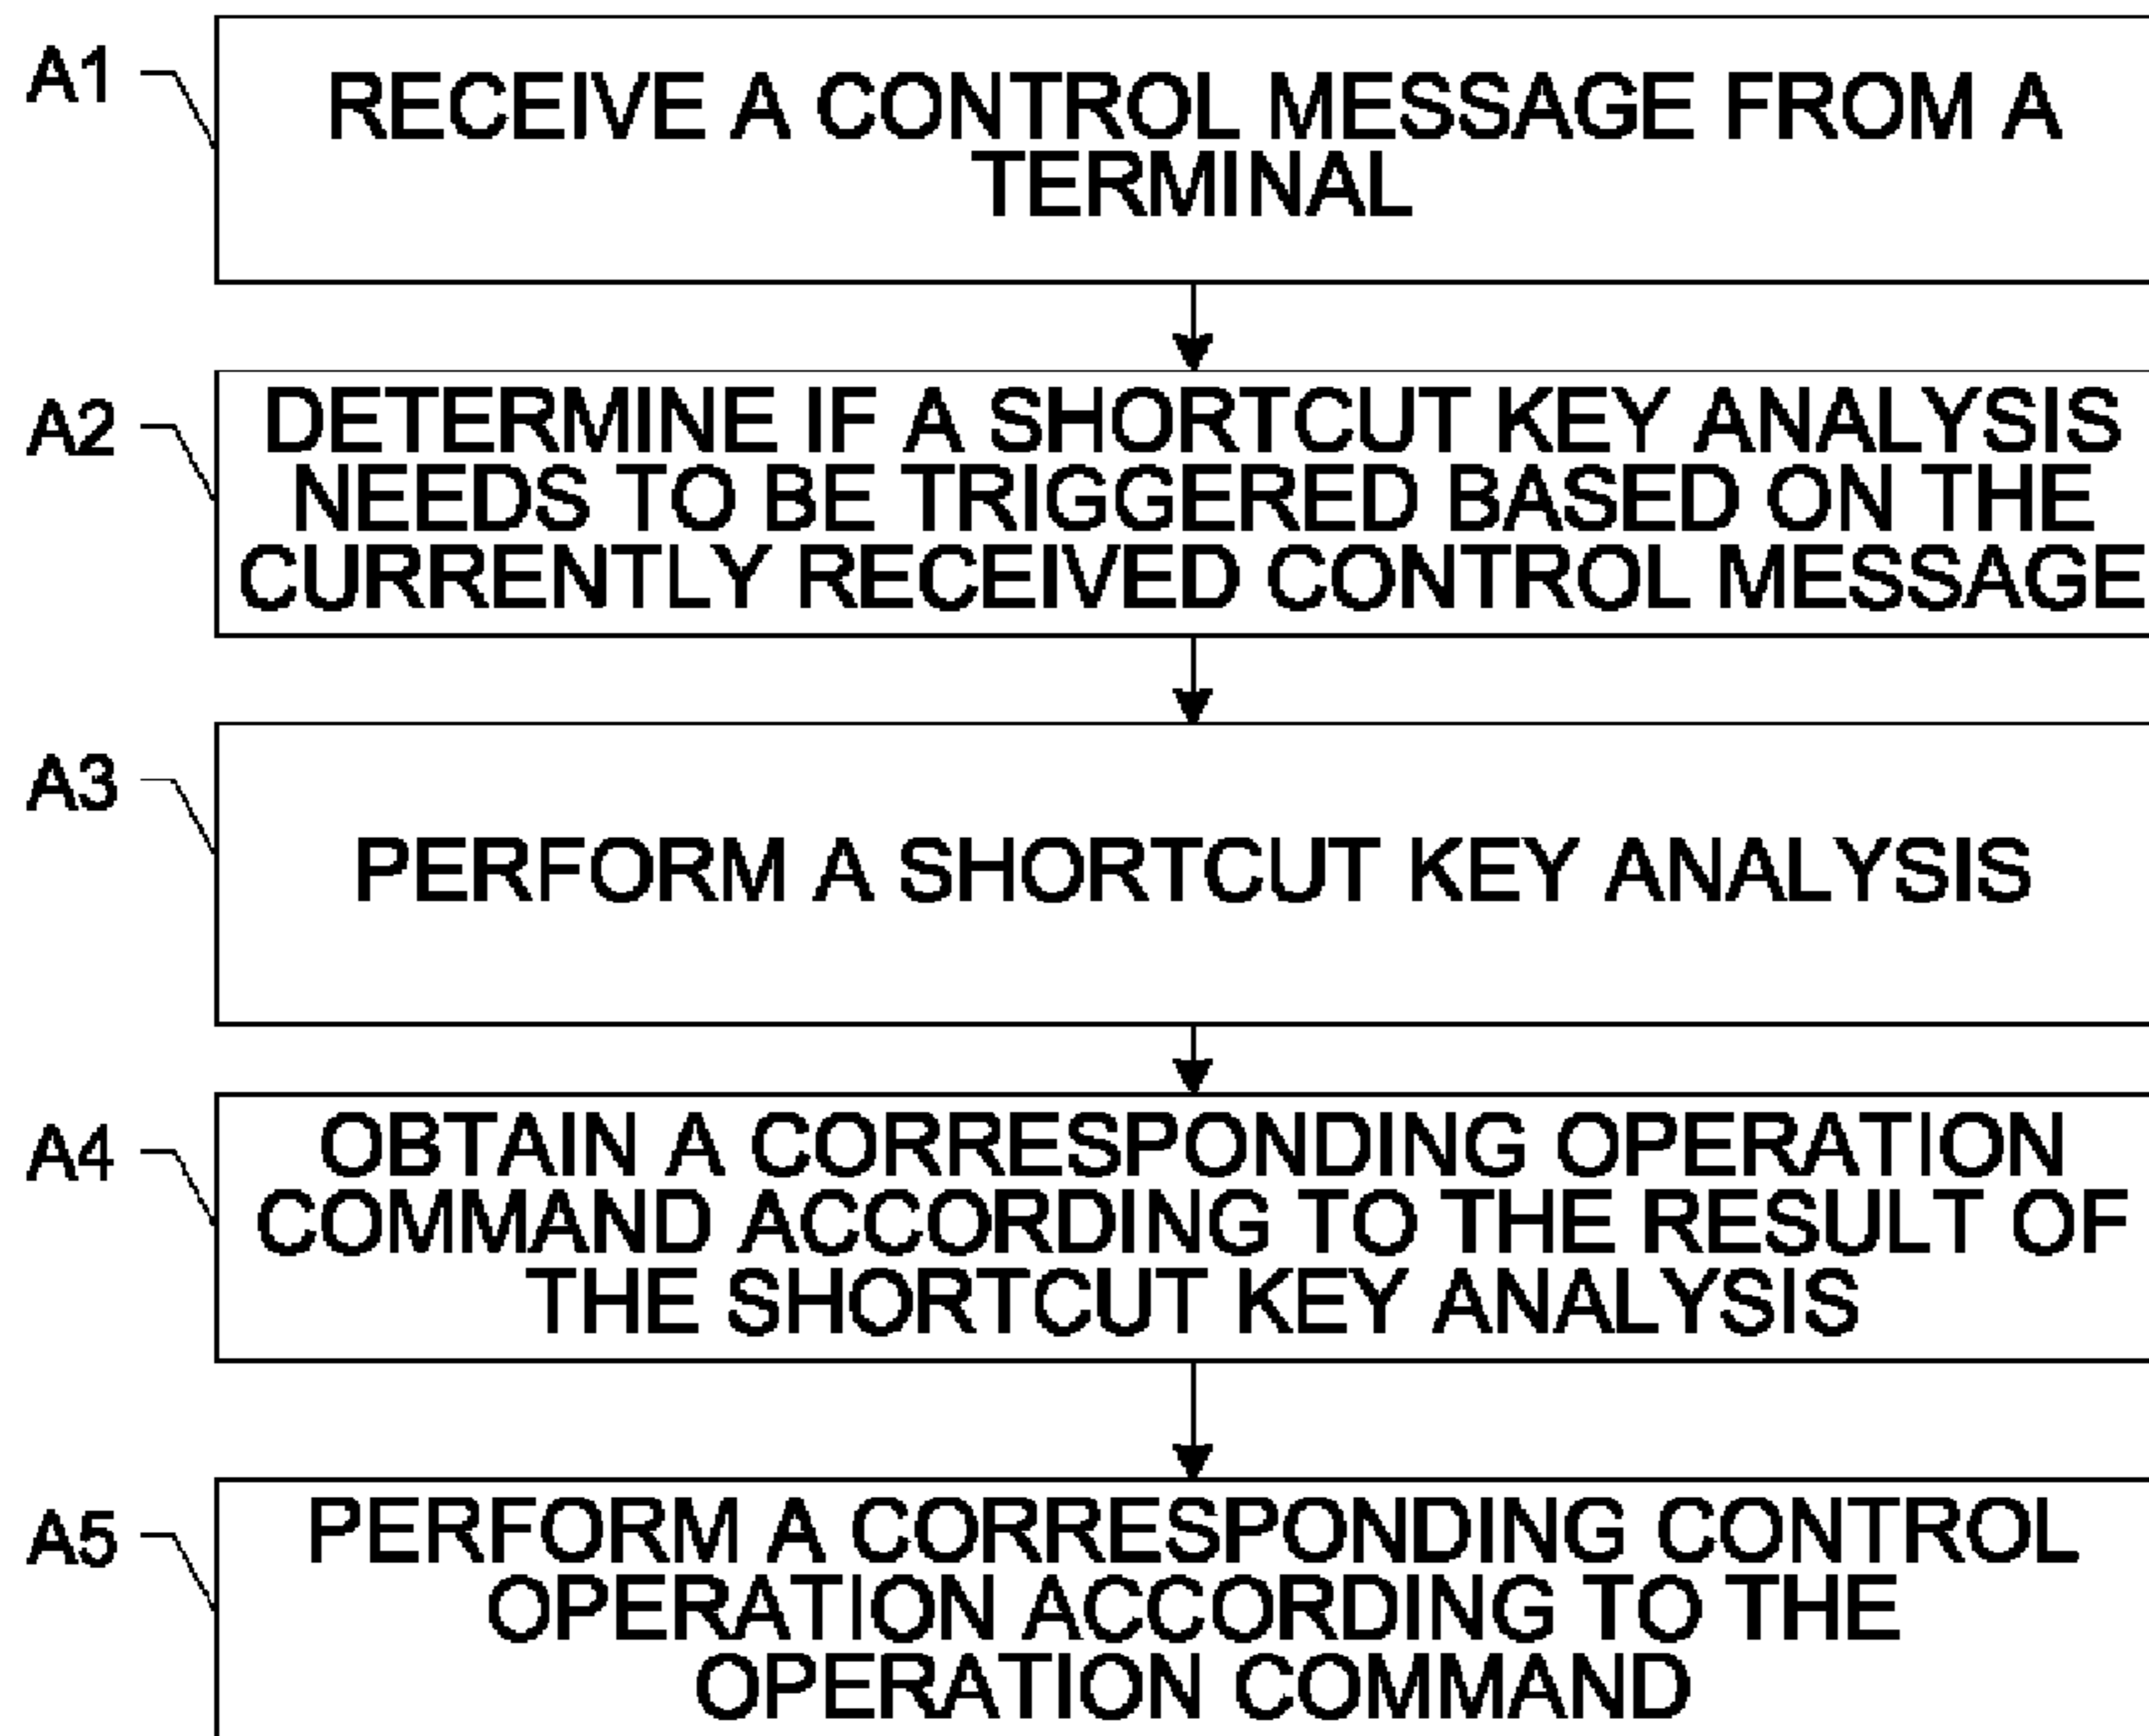 A1
RECEIVE A CONTROL MESSAGE FROM A
TERMINAL
A2
DETERMINE IF A SHORTCUT KEY ANALYSIS
NEEDS TO BE TRIGGERED BASED ON THE
CURRENTLY RECEIVED CONTROL MESSAGE
A3
PERFORM A SHORTCUT KEY ANALYSIS
A4
OBTAIN A CORRESPONDING OPERATION
COMMAND ACCORDING TO THE RESULT OF
THE SHORTCUT KEY ANALYSIS
A5
PERFORM A CORRESPONDING CONTROL
OPERATION ACCORDING TO THE
OPERATION COMMAND